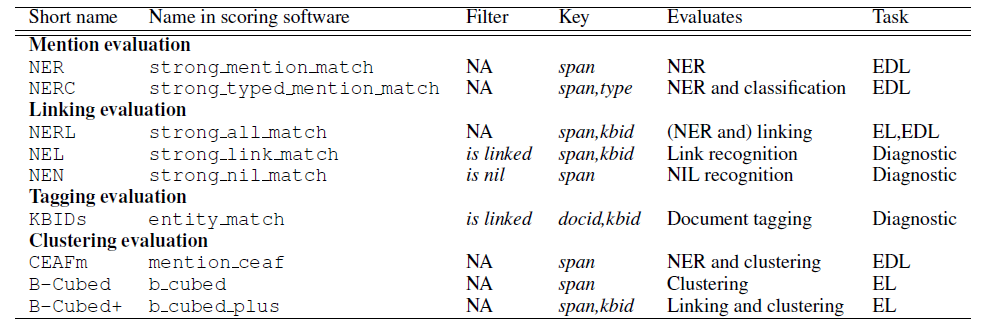 Short name Name in scoring software Filter Key Evaluates Task
Mention evaluation
NER strong_mention_match NA span NER EDL
NERC strong_typed_mention_match NA span,type NER and classification EDL
Linking evaluation
NERL strong_all_match NA span,kbid (NER and) linking EL,EDL
NEL strong_link_match is linked span,kbid Link recognition Diagnostic
NEN strong_nil_match is nil span NIL recognition Diagnostic
Tagging evaluation
KBIDs entity_match is linked docid,kbid Document tagging Diagnostic
Clustering evaluation
CEAFm mention_ceaf NA span NER and clustering EDL
B-Cubed b_cubed NA span Clustering EL
B-Cubed+ b_cubed_plus NA span,kbid Linking and clustering EL